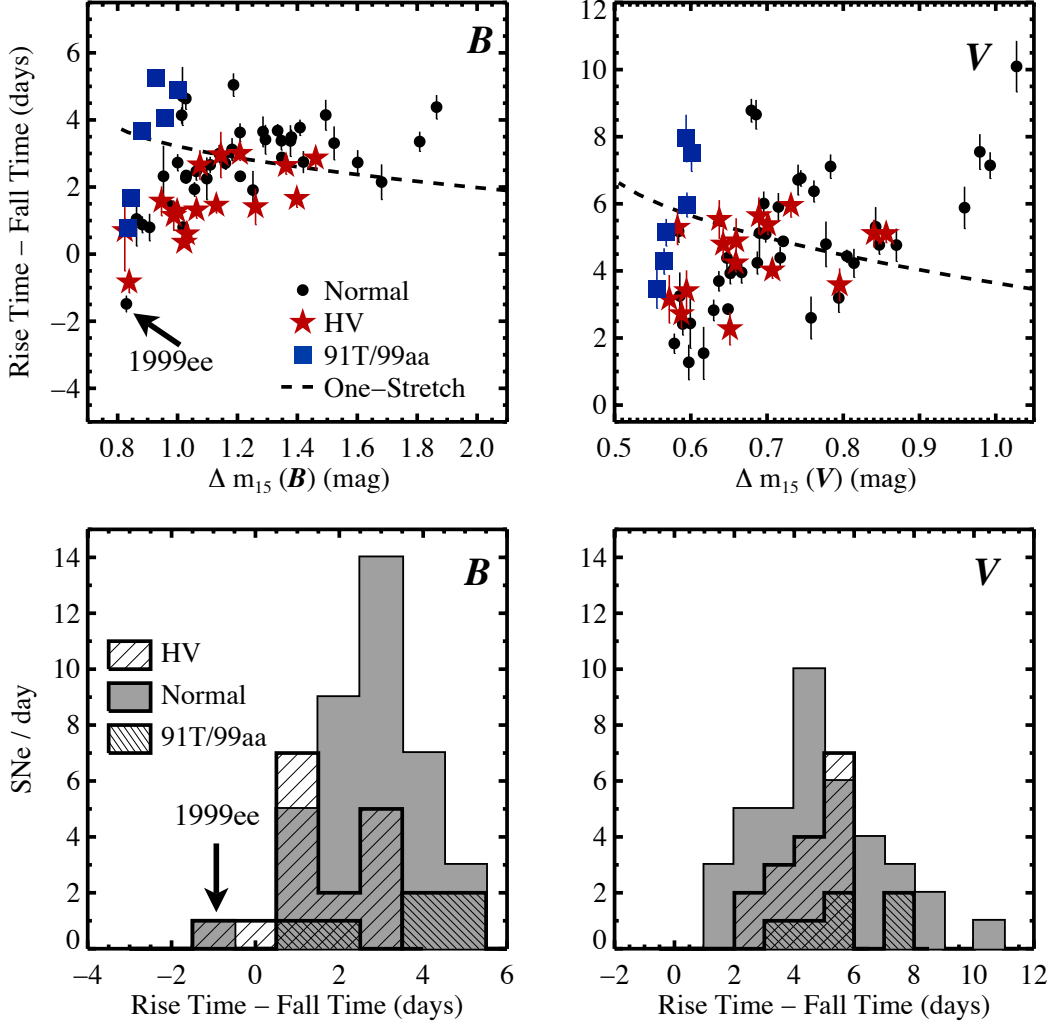 B
6
4
2
0
−2
−4
Rise Time − Fall Time (days)
Normal
HV
91T/99aa
One−Stretch
1999ee
0.8 1.0 1.2 1.4 1.6 1.8 2.0
Δ m15 (B) (mag)
V
12
10
8
6
4
2
0
0.5 0.6 0.7 0.8 0.9 1.0
Δ m15 (V) (mag)
B
14
12
10
8
6
4
2
0
SNe / day
HV
Normal
91T/99aa
1999ee
−4 −2 0 2 4 6
Rise Time − Fall Time (days)
V
14
12
10
8
6
4
2
0
−2 0 2 4 6 8 10 12
Rise Time − Fall Time (days)